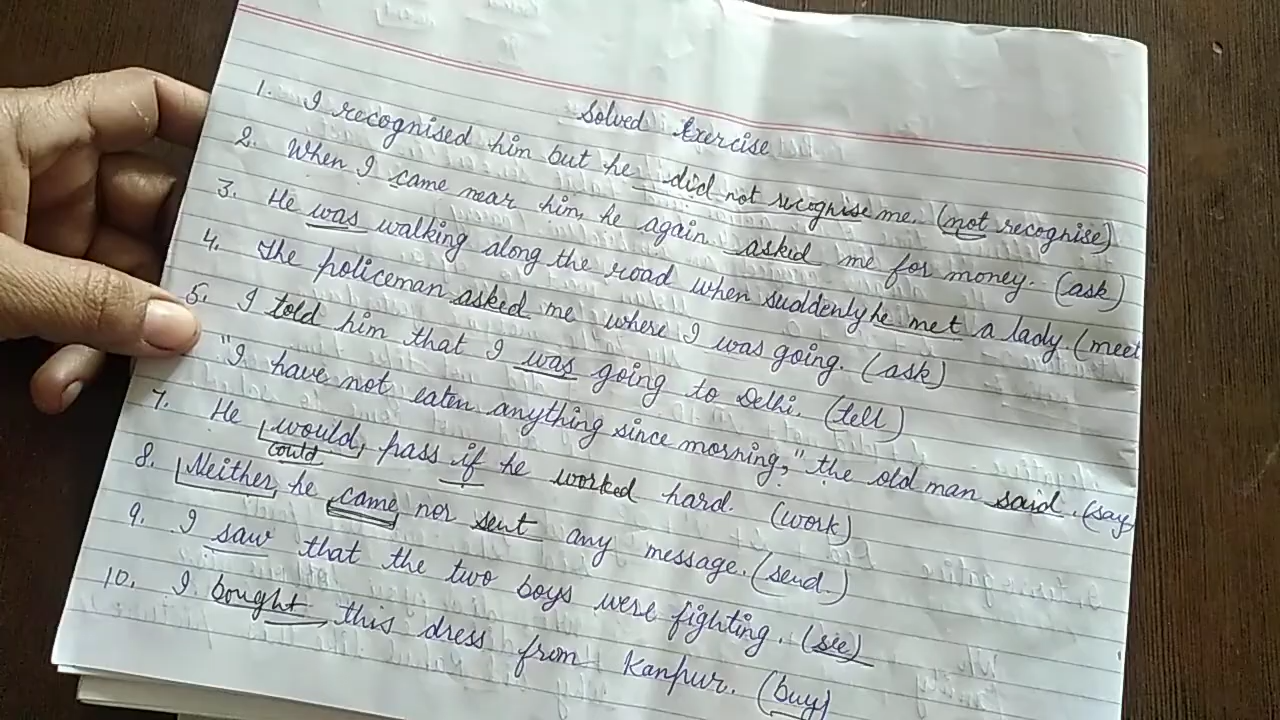 Solved Exercise
1. I recognised him but he did not recognise me. (not recognise)
2. When I came near him, he again asked me for money. (ask)
3. He was walking along the road when suddenly he met a lady. (meet
4. The policeman asked me where I was going. (ask)
5. I told him that I was going to Delhi. (tell)
"I have not eaten anything since morning," the old man said. (say
7. He would, pass if he worked hard. (work)
could
8. Neither he came nor sent any message. (send.)
9. I saw that the two boys were fighting. (see)
10. I bought this dress from Kanpur. (buy)